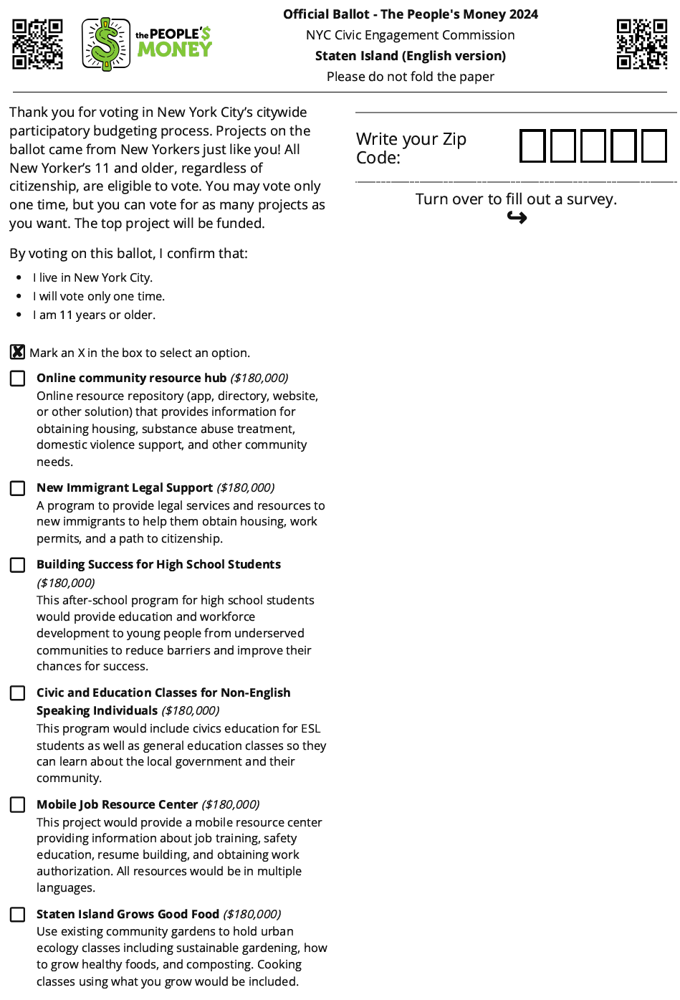 the PEOPLE'S
MONEY
Official Ballot - The People's Money 2024
NYC Civic Engagement Commission
Staten Island (English version)
Please do not fold the paper
Thank you for voting in New York City's citywide
participatory budgeting process. Projects on the
ballot came from New Yorkers just like you! All
New Yorker's 11 and older, regardless of
citizenship, are eligible to vote. You may vote only
one time, but you can vote for as many projects as
you want. The top project will be funded.
By voting on this ballot, I confirm that:
• I live in New York City.
• I will vote only one time.
• I am 11 years or older.
Mark an X in the box to select an option.
Online community resource hub ($180,000)
Online resource repository (app, directory, website,
or other solution) that provides information for
obtaining housing, substance abuse treatment,
domestic violence support, and other community
needs.
New Immigrant Legal Support ($180,000)
A program to provide legal services and resources to
new immigrants to help them obtain housing, work
permits, and a path to citizenship.
Building Success for High School Students
($180,000)
This after-school program for high school students
would provide education and workforce
development to young people from underserved
communities to reduce barriers and improve their
chances for success.
Civic and Education Classes for Non-English
Speaking Individuals ($180,000)
This program would include civics education for ESL
students as well as general education classes so they
can learn about the local government and their
community.
Mobile Job Resource Center ($180,000)
This project would provide a mobile resource center
providing information about job training, safety
education, resume building, and obtaining work
authorization. All resources would be in multiple
languages.
Staten Island Grows Good Food ($180,000)
Use existing community gardens to hold urban
ecology classes including sustainable gardening, how
to grow healthy foods, and composting. Cooking
classes using what you grow would be included.
Write your Zip
Code:
Turn over to fill out a survey.